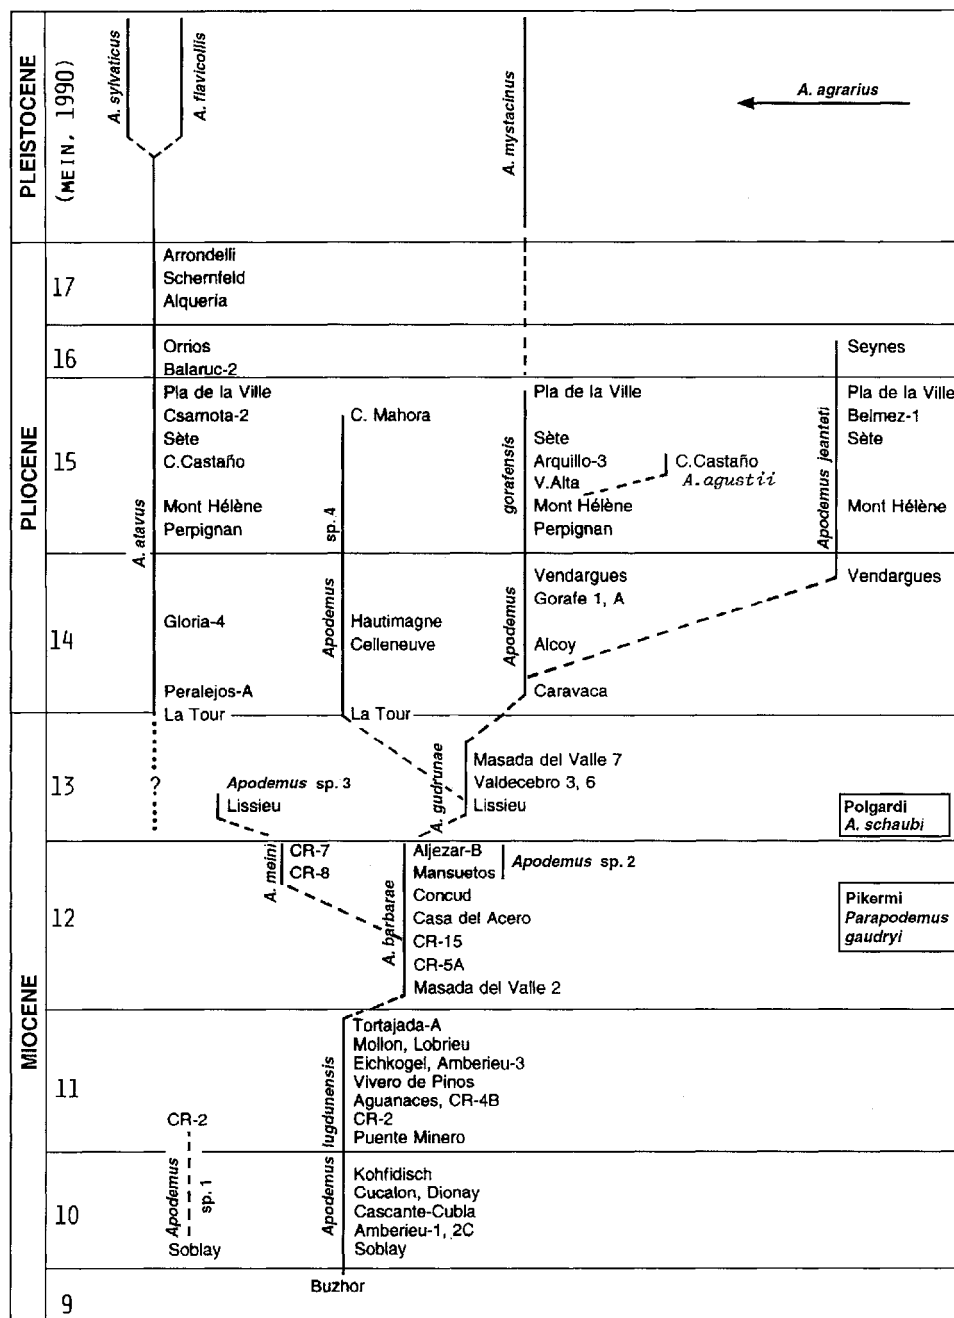 PLEISTOCENE
(MEIN, 1990)
A. sylvaticus
A. flavicollis
A. mystacinus
A. agrarius
PLIOCENE
17
Arrondelli
Schernfeld
Alqueria
16
Orrios
Balaruc-2
Seynes
15
Pla de la Ville
Csarnota-2
Sète
C.Castaño
Mont Hélène
Perpignan
A. atavus
C. Mahora
Apodemus sp. 4
Pla de la Ville
Sète
Arquillo-3
V.Alta
Mont Hélène
Perpignan
Apodemus gorafensis
C.Castaño
A.agustii
Apodemus jeanteti
Pla de la Ville
Belmez-1
Sète
Mont Hélène
14
Gloria-4
Peralejos-A
La Tour
Hautimagne
Celleneuve
La Tour
Vendargues
Gorafe 1, A
Alcoy
Caravaca
Vendargues
MIOCENE
13
?
Apodemus sp. 3
Lissieu
A. gudrunae
Masada del Valle 7
Valdecebro 3, 6
Lissieu
Polgardi
A. schaubi
12
A. meini
CR-7
CR-8
A. barbarae
Aljezar-B
Mansuetos
Concud
Casa del Acero
CR-15
CR-5A
Masada del Valle 2
Apodemus sp. 2
Pikermi
Parapodemus
gaudryi
11
CR-2
Apodemus lugdunensis
Tortajada-A
Mollon, Lobrieu
Eichkogel, Amberieu-3
Vivero de Pinos
Aguanaces, CR-4B
CR-2
Puente Minero
10
Apodemus
sp. 1
Soblay
Kohfidisch
Cucalon, Dionay
Cascante-Cubla
Amberieu-1, 2C
Soblay
9
Buzhor